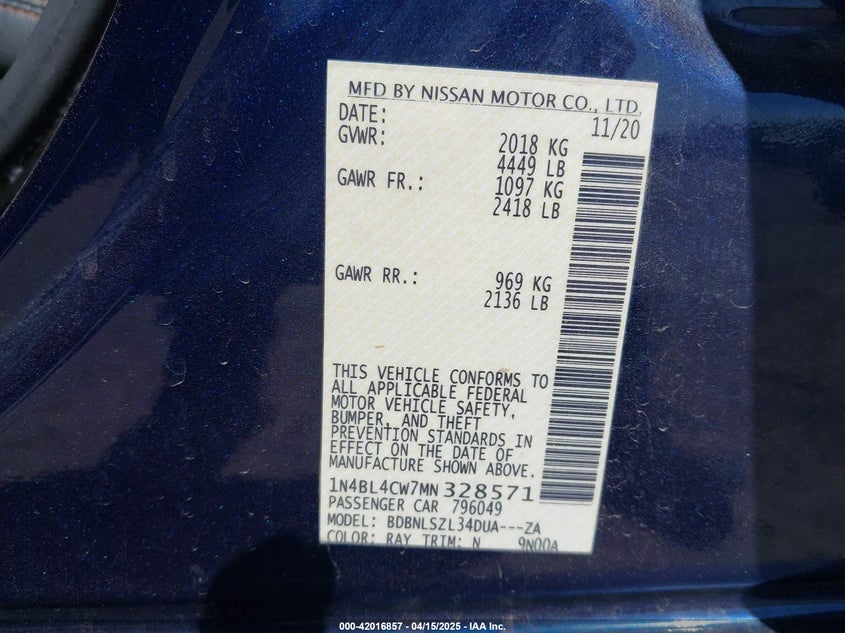 MFD BY NISSAN MOTOR CO., LTD.
DATE: 11/20
GVWR: 2018 KG
4449 LB
GAWR FR.: 1097 KG
2418 LB
GAWR RR.: 969 KG
2136 LB
THIS VEHICLE CONFORMS TO
ALL APPLICABLE FEDERAL
MOTOR VEHICLE SAFETY,
BUMPER, AND THEFT
PREVENTION STANDARDS IN
EFFECT ON THE DATE OF
MANUFACTURE SHOWN ABOVE.
1N4BL4CW7MN328571
PASSENGER CAR 796049
MODEL: BDBNLSZL34DUA---ZA
COLOR: RAY TRIM: N 9N00A
000-42016857 - 04/15/2025 - IAA Inc.